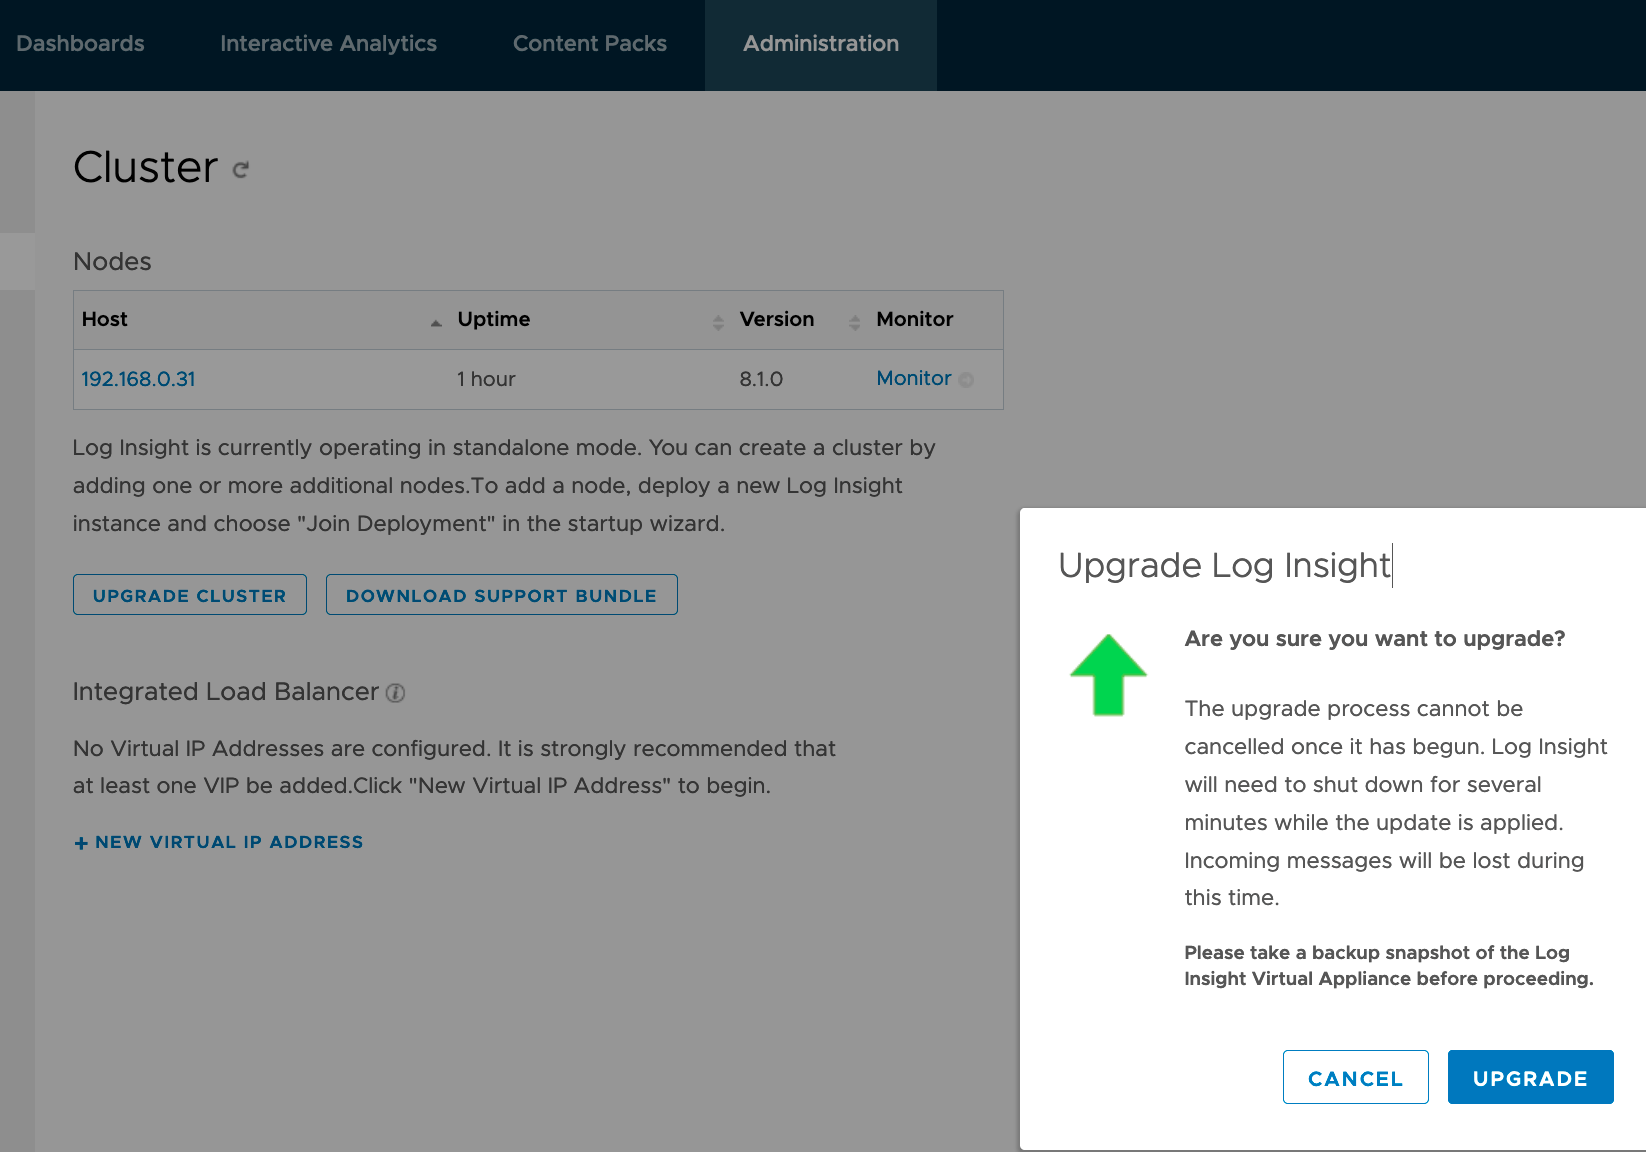 Dashboards Interactive Analytics Content Packs Administration
Cluster
Nodes
Host Uptime Version Monitor
192.168.0.31 1 hour 8.1.0 Monitor
Log Insight is currently operating in standalone mode. You can create a cluster by
adding one or more additional nodes.To add a node, deploy a new Log Insight
instance and choose "Join Deployment" in the startup wizard.
UPGRADE CLUSTER DOWNLOAD SUPPORT BUNDLE
Integrated Load Balancer
No Virtual IP Addresses are configured. It is strongly recommended that
at least one VIP be added.Click "New Virtual IP Address" to begin.
+ NEW VIRTUAL IP ADDRESS
Upgrade Log Insight
Are you sure you want to upgrade?
The upgrade process cannot be
cancelled once it has begun. Log Insight
will need to shut down for several
minutes while the update is applied.
Incoming messages will be lost during
this time.
Please take a backup snapshot of the Log
Insight Virtual Appliance before proceeding.
CANCEL UPGRADE